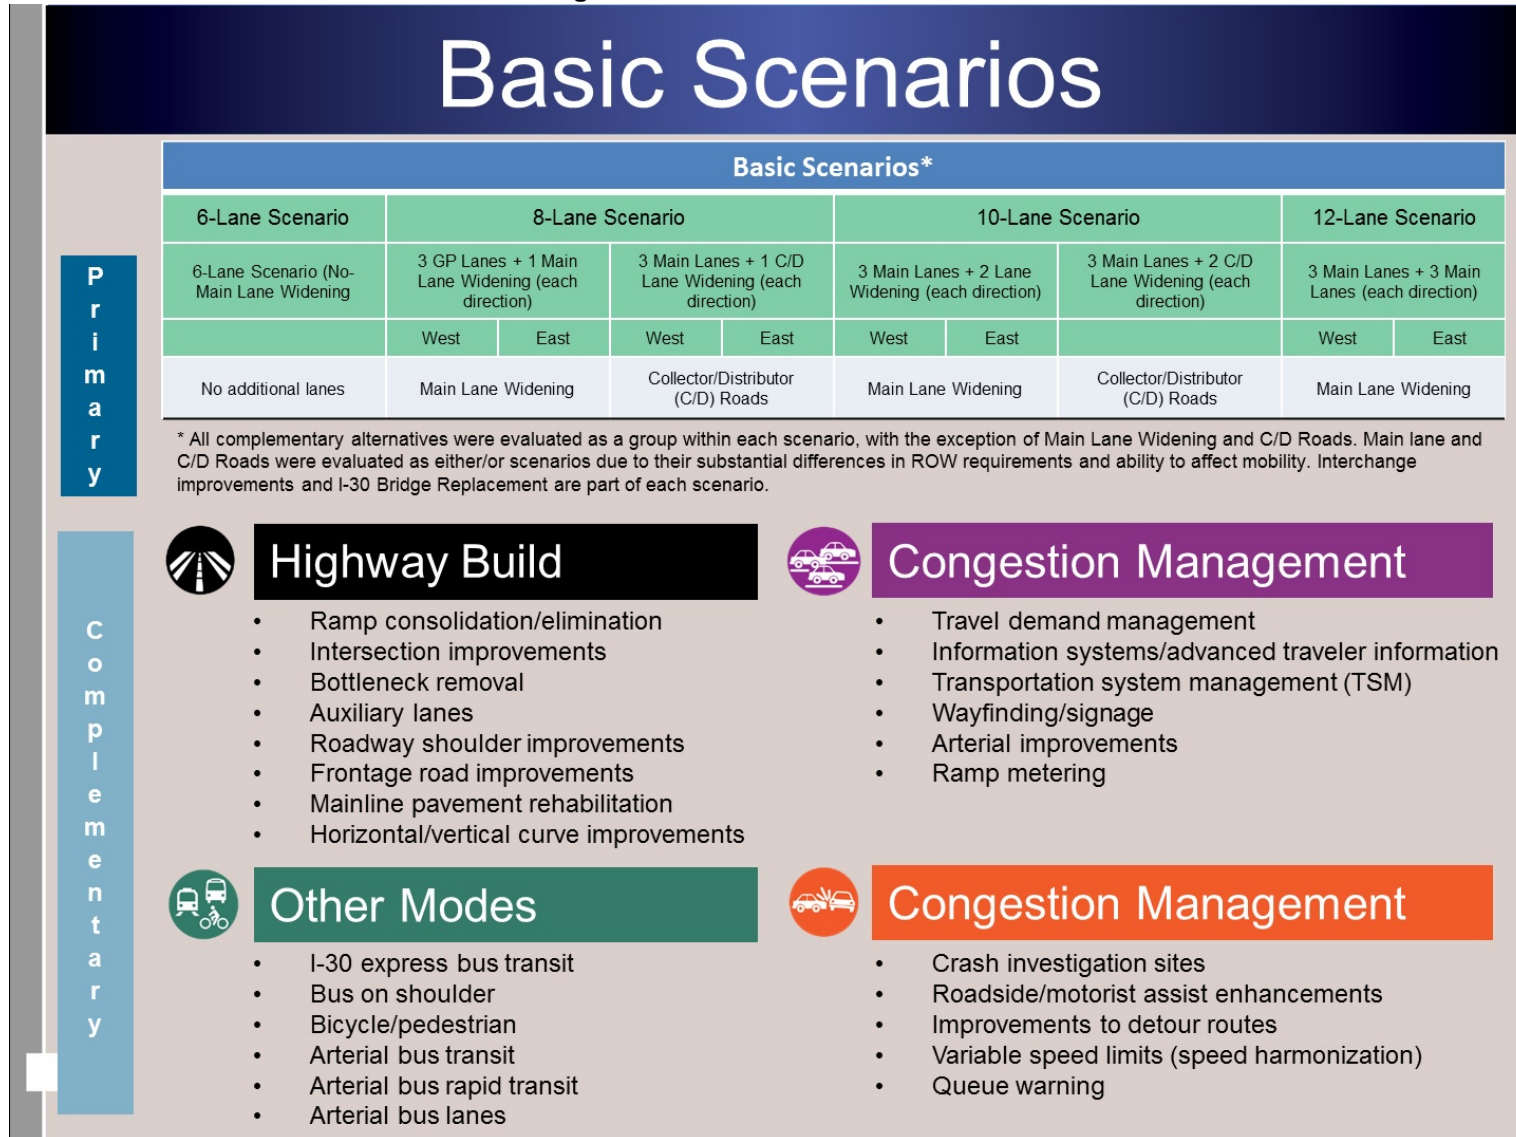 Basic Scenarios
Basic Scenarios*
6-Lane Scenario
8-Lane Scenario
10-Lane Scenario
12-Lane Scenario
6-Lane Scenario (No-
Main Lane Widening
3 GP Lanes + 1 Main
Lane Widening (each
direction)
3 Main Lanes + 1 C/D
Lane Widening (each
direction)
3 Main Lanes + 2 Lane
Widening (each direction)
3 Main Lanes + 2 C/D
Lane Widening (each
direction)
3 Main Lanes + 3 Main
Lanes (each direction)
West
East
West
East
West
East
West
East
No additional lanes
Main Lane Widening
Collector/Distributor
(C/D) Roads
Main Lane Widening
Collector/Distributor
(C/D) Roads
Main Lane Widening
Primary
* All complementary alternatives were evaluated as a group within each scenario, with the exception of Main Lane Widening and C/D Roads. Main lane and
C/D Roads were evaluated as either/or scenarios due to their substantial differences in ROW requirements and ability to affect mobility. Interchange
improvements and I-30 Bridge Replacement are part of each scenario.
Complementary
Highway Build
• Ramp consolidation/elimination
• Intersection improvements
• Bottleneck removal
• Auxiliary lanes
• Roadway shoulder improvements
• Frontage road improvements
• Mainline pavement rehabilitation
• Horizontal/vertical curve improvements
Congestion Management
• Travel demand management
• Information systems/advanced traveler information
• Transportation system management (TSM)
• Wayfinding/signage
• Arterial improvements
• Ramp metering
Other Modes
• I-30 express bus transit
• Bus on shoulder
• Bicycle/pedestrian
• Arterial bus transit
• Arterial bus rapid transit
• Arterial bus lanes
Congestion Management
• Crash investigation sites
• Roadside/motorist assist enhancements
• Improvements to detour routes
• Variable speed limits (speed harmonization)
• Queue warning